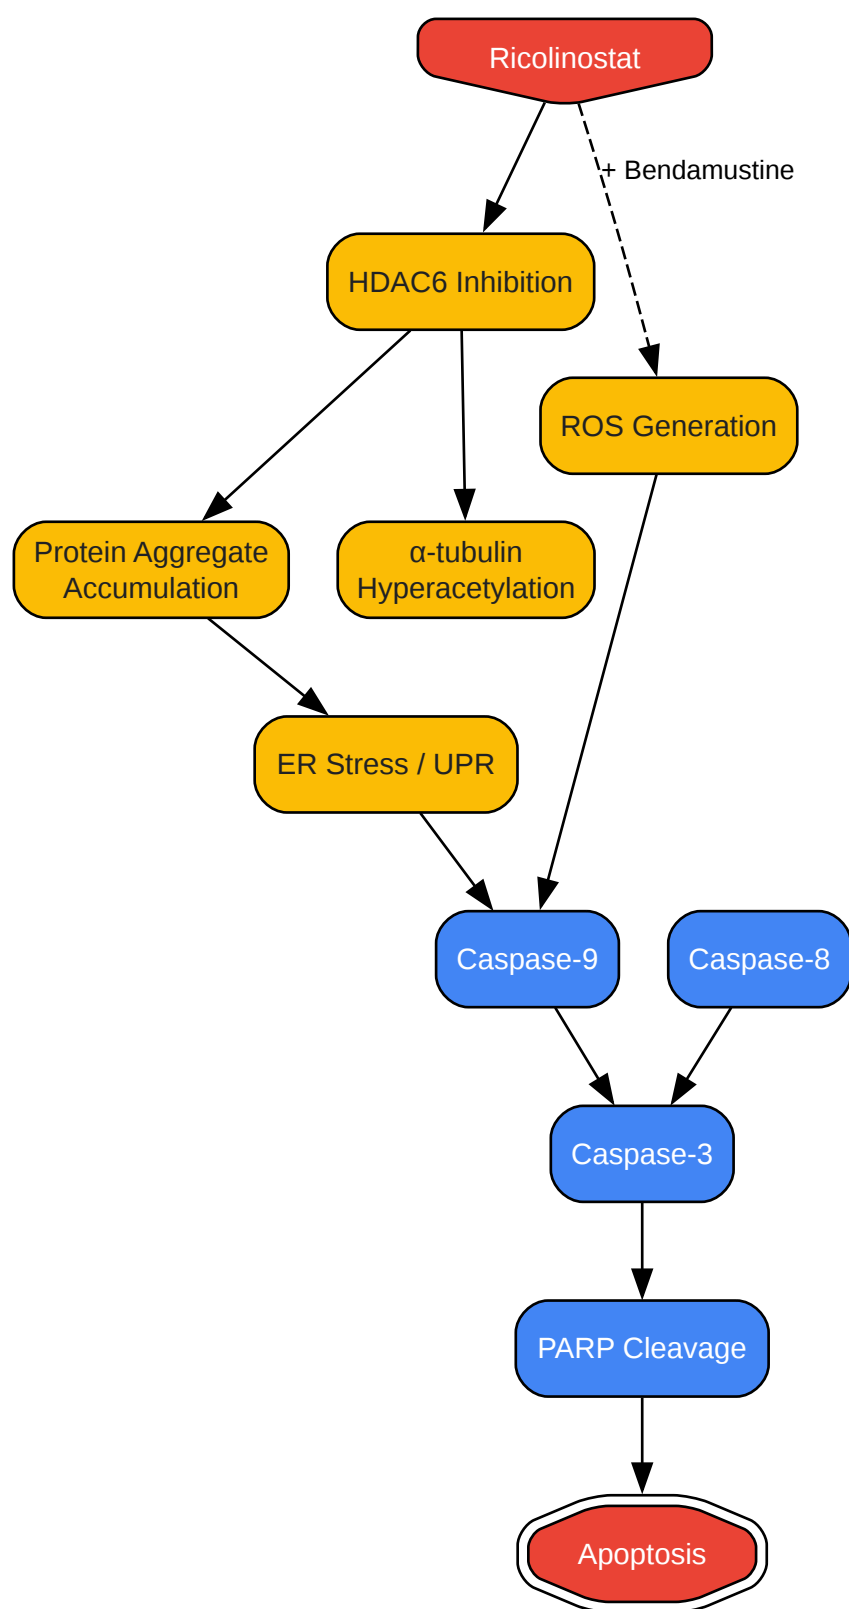 Ricolinostat
+ Bendamustine
HDAC6 Inhibition
ROS Generation
Protein Aggregate
Accumulation
α-tubulin
Hyperacetylation
ER Stress / UPR
Caspase-9
Caspase-8
Caspase-3
PARP Cleavage
Apoptosis